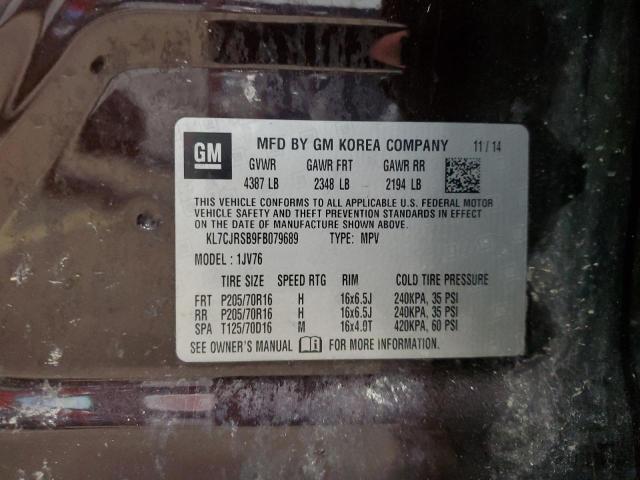 GM
MFD BY GM KOREA COMPANY 11/14
GVWR GAWR FRT GAWR RR
4387 LB 2348 LB 2194 LB
THIS VEHICLE CONFORMS TO ALL APPLICABLE U.S. FEDERAL MOTOR
VEHICLE SAFETY AND THEFT PREVENTION STANDARDS IN EFFECT ON
THE DATE OF MANUFACTURE SHOWN ABOVE.
KL7CJRSB9FB079689 TYPE: MPV
MODEL: 1JV76
TIRE SIZE SPEED RTG RIM COLD TIRE PRESSURE
FRT P205/70R16 H 16x6.5J 240KPA, 35 PSI
RR P205/70R16 H 16x6.5J 240KPA, 35 PSI
SPA T125/70D16 M 16x4.0T 420KPA, 60 PSI
SEE OWNER'S MANUAL FOR MORE INFORMATION.